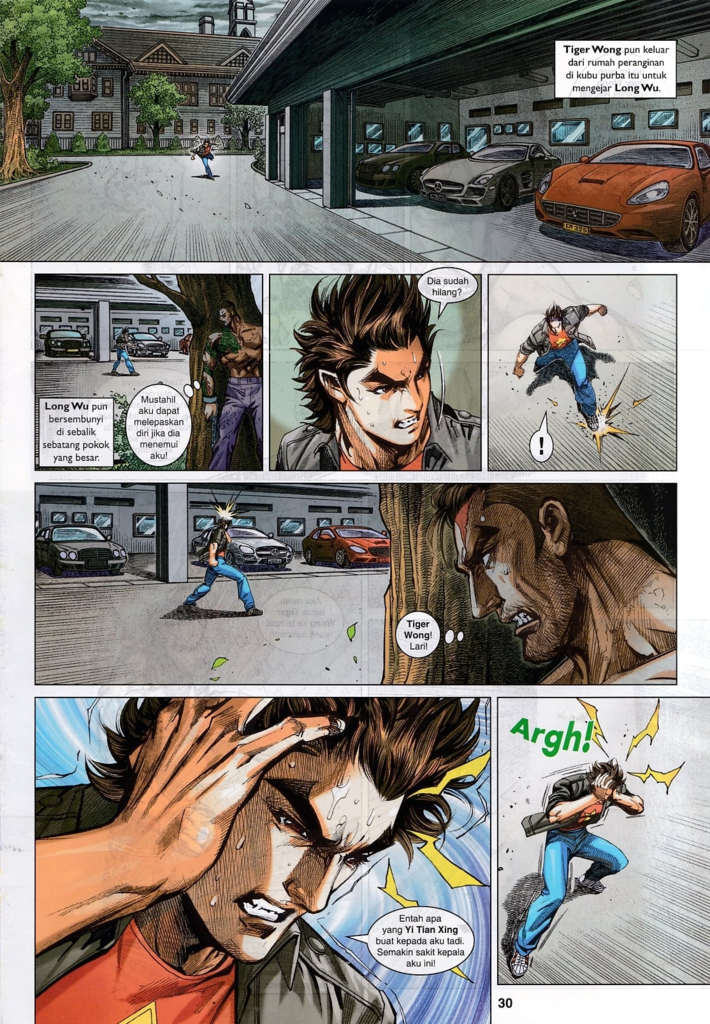 Tiger Wong pun keluar
dari rumah peranginan
di kubu purba itu untuk
mengejar Long Wu.
Long Wu pun
bersembunyi
di sebalik
sebatang pokok
yang besar.
Mustahil
aku dapat
melepaskan
diri jika dia
menemui
aku!
Dia sudah
hilang?
!
Tiger
Wong!
Lari!
Entah apa
yang Yi Tian Xing
buat kepada aku tadi.
Semakin sakit kepala
aku ini!
Argh!
30